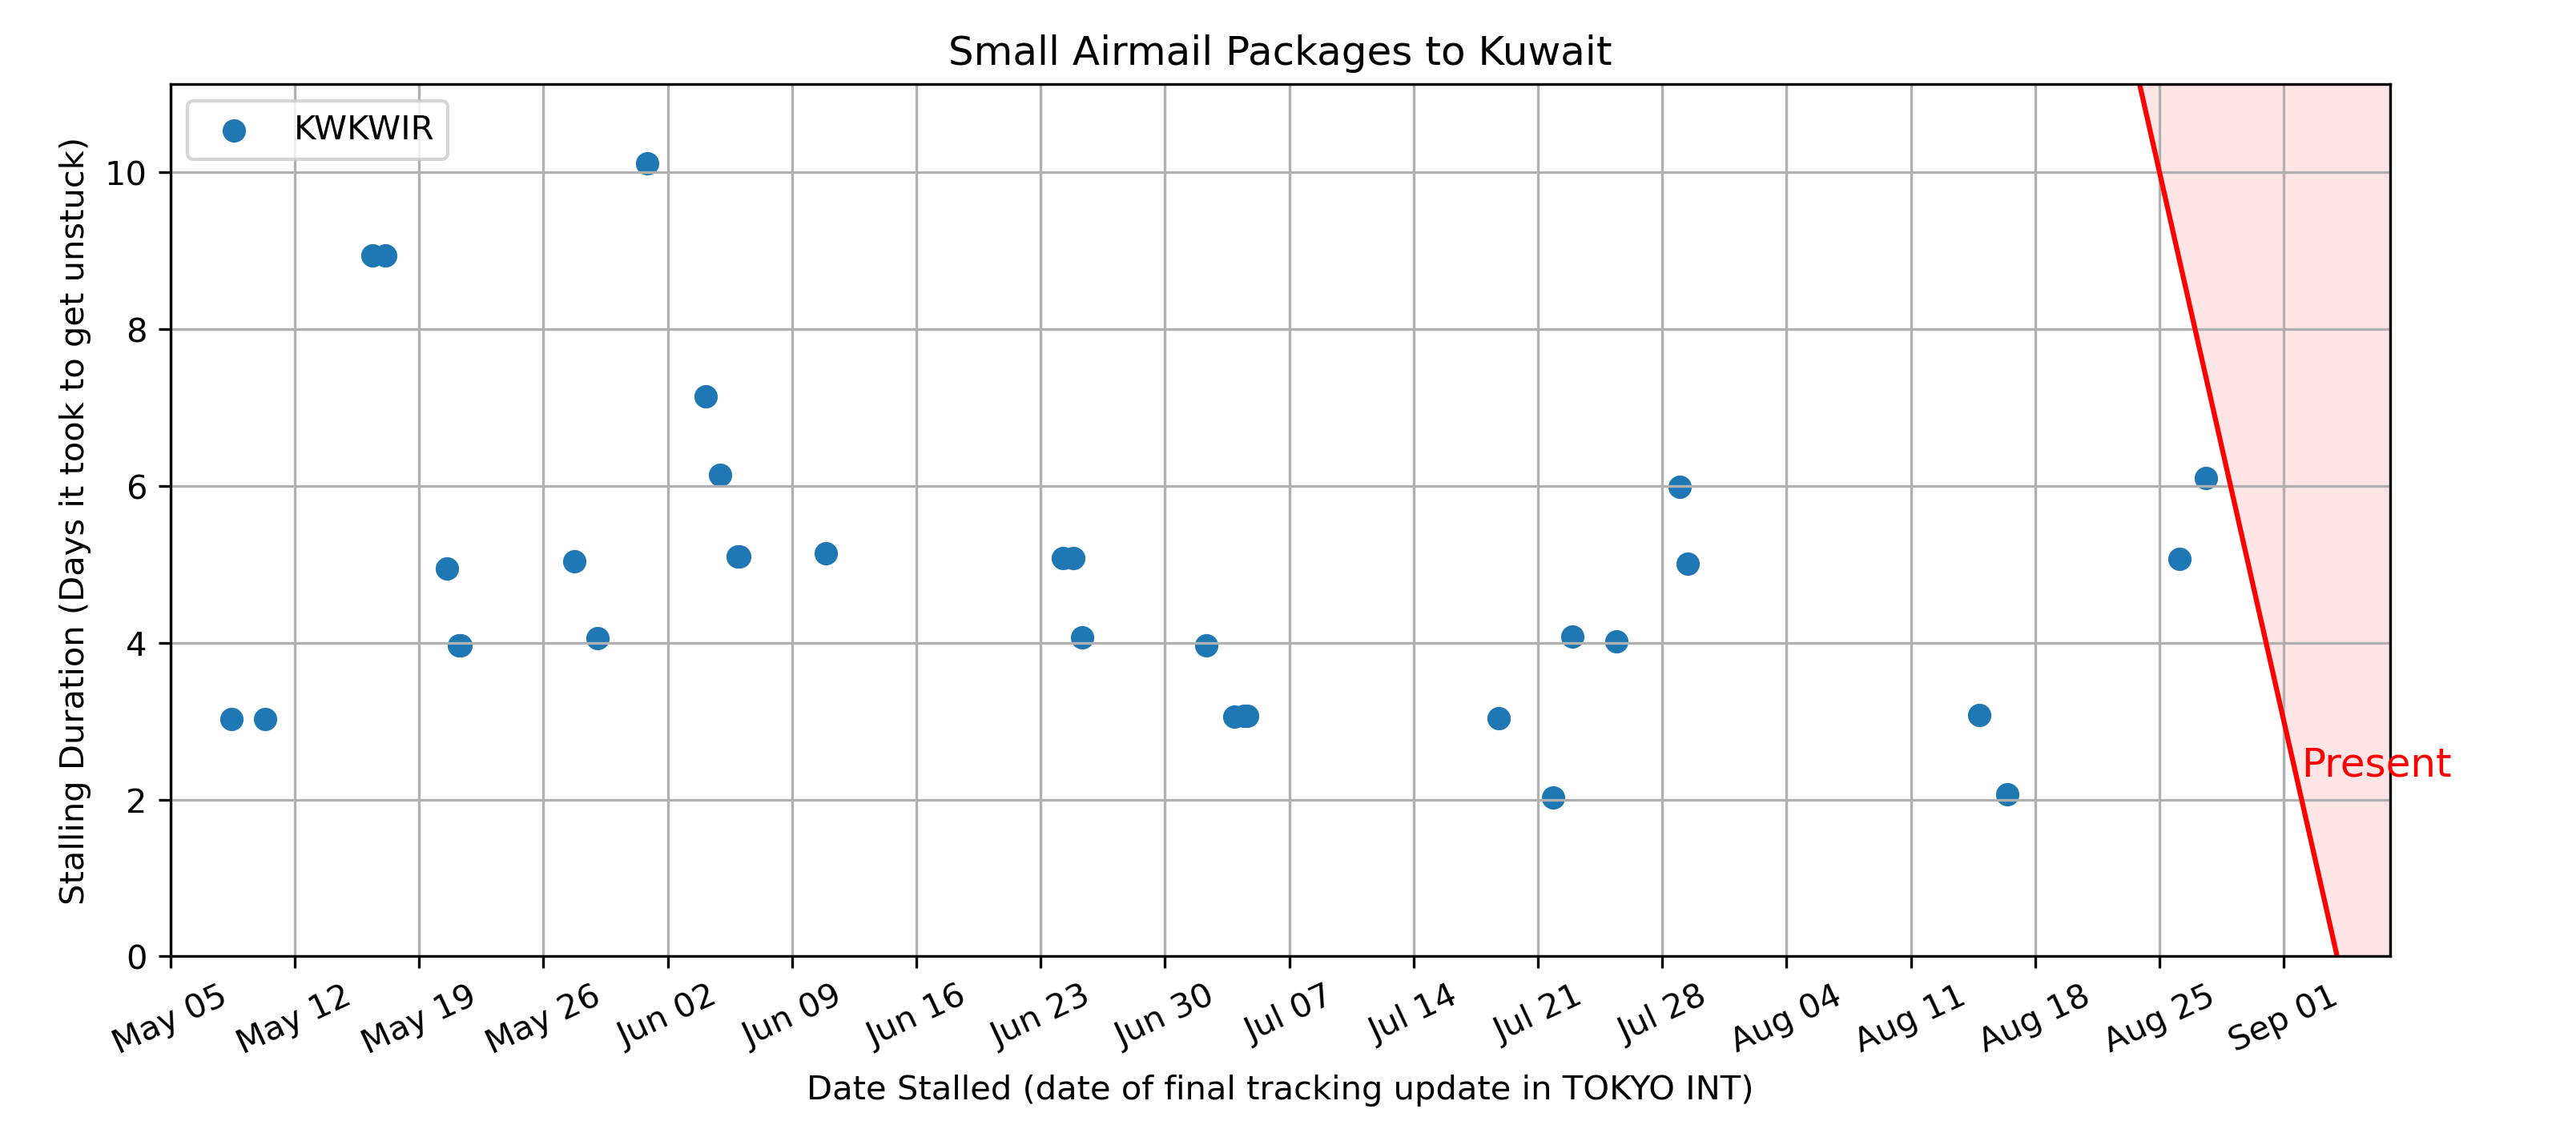 Small Airmail Packages to Kuwait
KWKWIR
Stalling Duration (Days it took to get unstuck)
10
8
6
4
2
0
Present
May 05
May 12
May 19
May 26
Jun 02
Jun 09
Jun 16
Jun 23
Jun 30
Jul 07
Jul 14
Jul 21
Jul 28
Aug 04
Aug 11
Aug 18
Aug 25
Sep 01
Date Stalled (date of final tracking update in TOKYO INT)